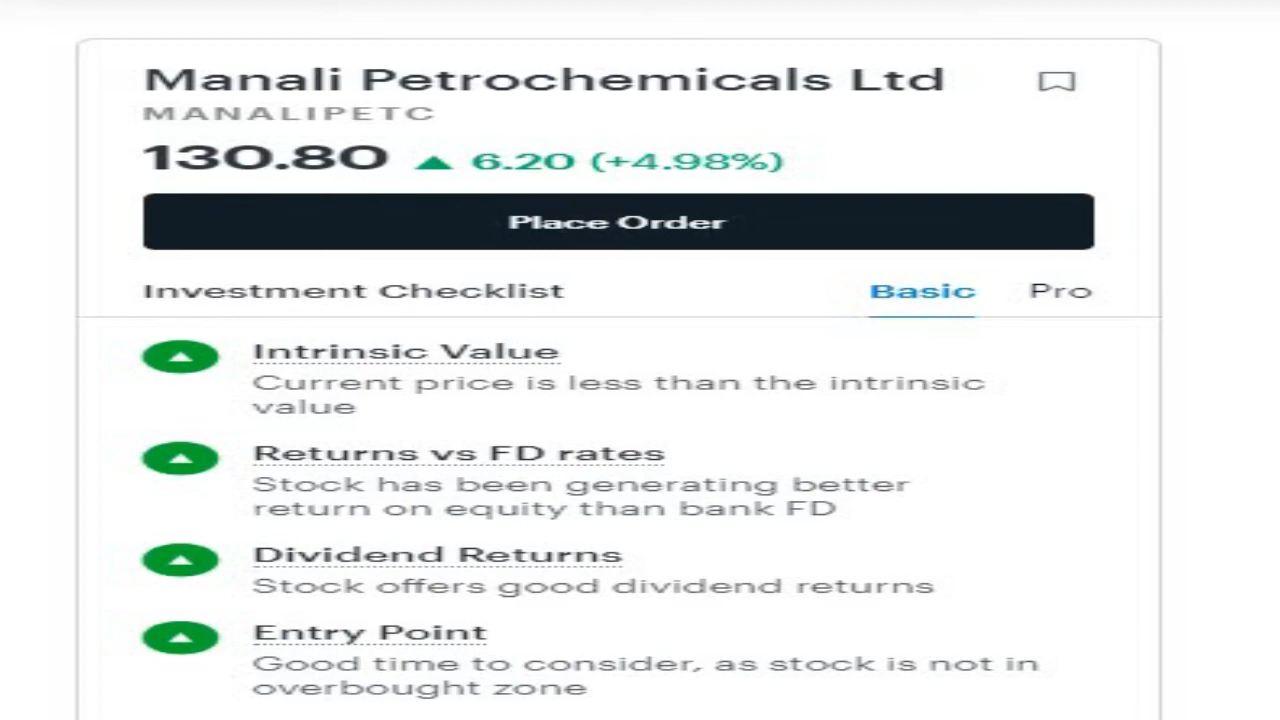 Manali Petrochemicals Ltd
MANALIPETC
130.80 ▲ 6.20 (+4.98%)
Place Order
Investment Checklist Basic Pro
Intrinsic Value
Current price is less than the intrinsic
value
Returns vs FD rates
Stock has been generating better
return on equity than bank FD
Dividend Returns
Stock offers good dividend returns
Entry Point
Good time to consider, as stock is not in
overbought zone